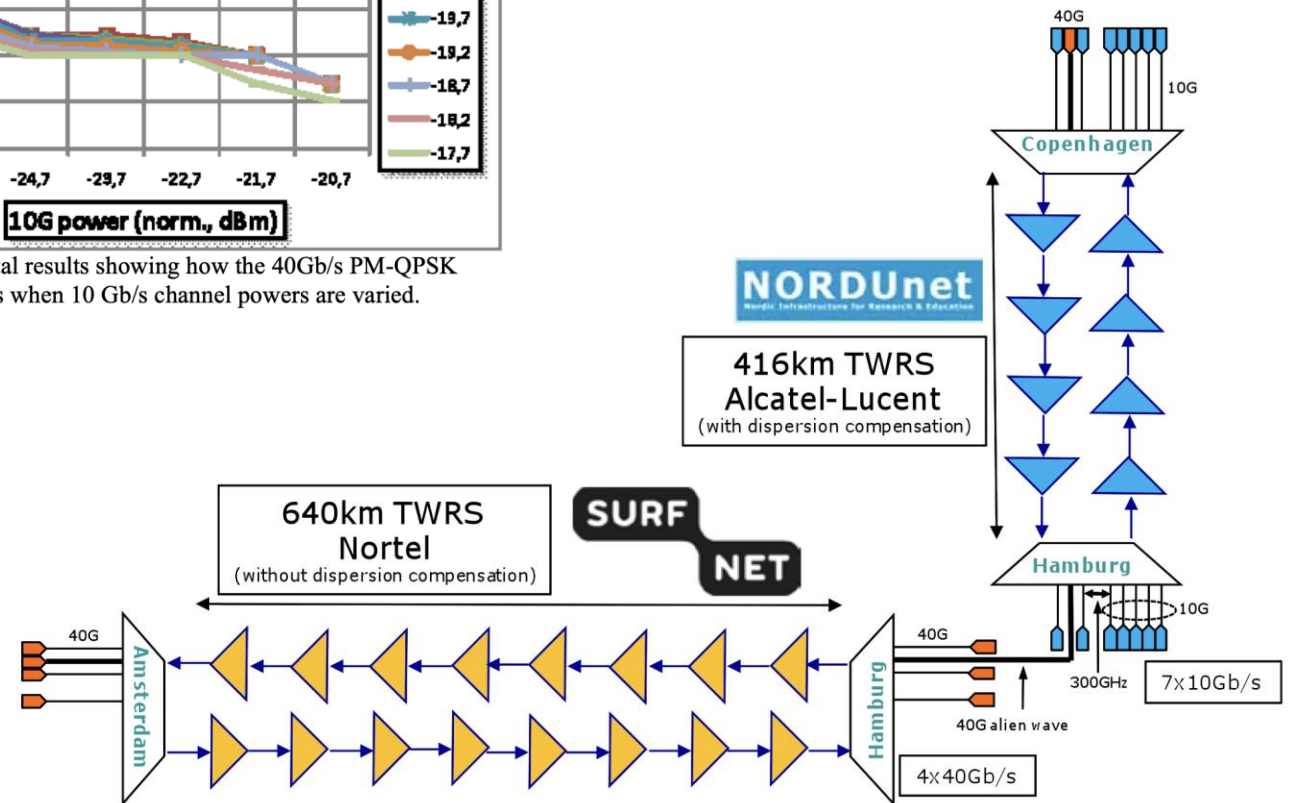 -19,7
-19,2
-18,7
-18,2
-17,7
-24,7 -23,7 -22,7 -21,7 -20,7
10G power (norm., dBm)
tal results showing how the 40Gb/s PM-QPSK
s when 10 Gb/s channel powers are varied.
40G
10G
Copenhagen
NORDUnet
Nordic Infrastructure for Research & Education
416km TWRS
Alcatel-Lucent
(with dispersion compensation)
640km TWRS
Nortel
(without dispersion compensation)
SURF
NET
Hamburg
10G
300GHz
7x10Gb/s
40G
Amsterdam
Hamburg
40G
40G alien wave
4x40Gb/s